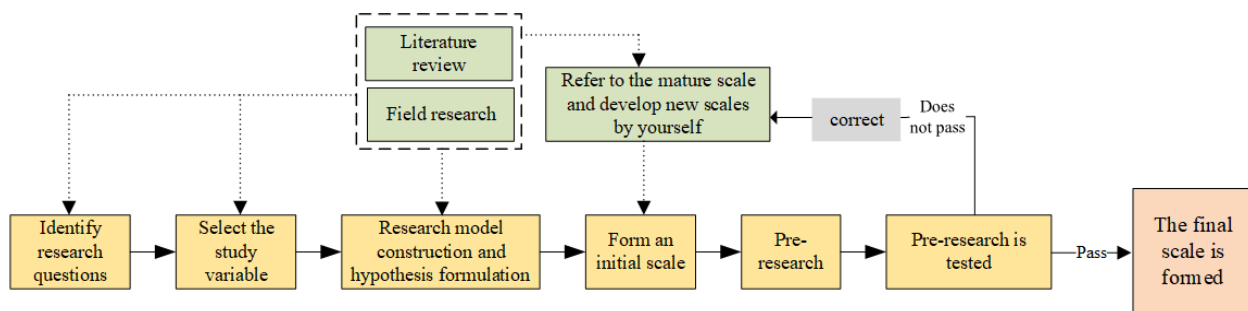 Literature
review
Field research
Refer to the mature scale
and develop new scales
by yourself
correct
Does
not pass
Identify
research
questions
Select the
study
variable
Research model
construction and
hypothesis formulation
Form an
initial scale
Pre-
research
Pre-research is
tested
Pass
The final
scale is
formed